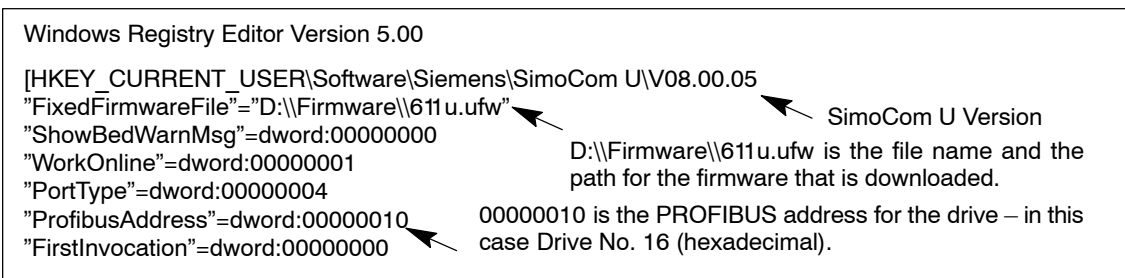 Windows Registry Editor Version 5.00
[HKEY_CURRENT_USER\Software\Siemens\SimoCom U\V08.00.05
”FixedFirmwareFile”=”D:\\Firmware\\611u.ufw”
SimoCom U Version
”ShowBedWarnMsg”=dword:00000000
D:\\Firmware\\611u.ufw is the file name and the
”WorkOnline”=dword:00000001
path for the firmware that is downloaded.
”PortType”=dword:00000004
”ProfibusAddress”=dword:00000010
00000010 is the PROFIBUS address for the drive – in this
”FirstInvocation”=dword:00000000
case Drive No. 16 (hexadecimal).